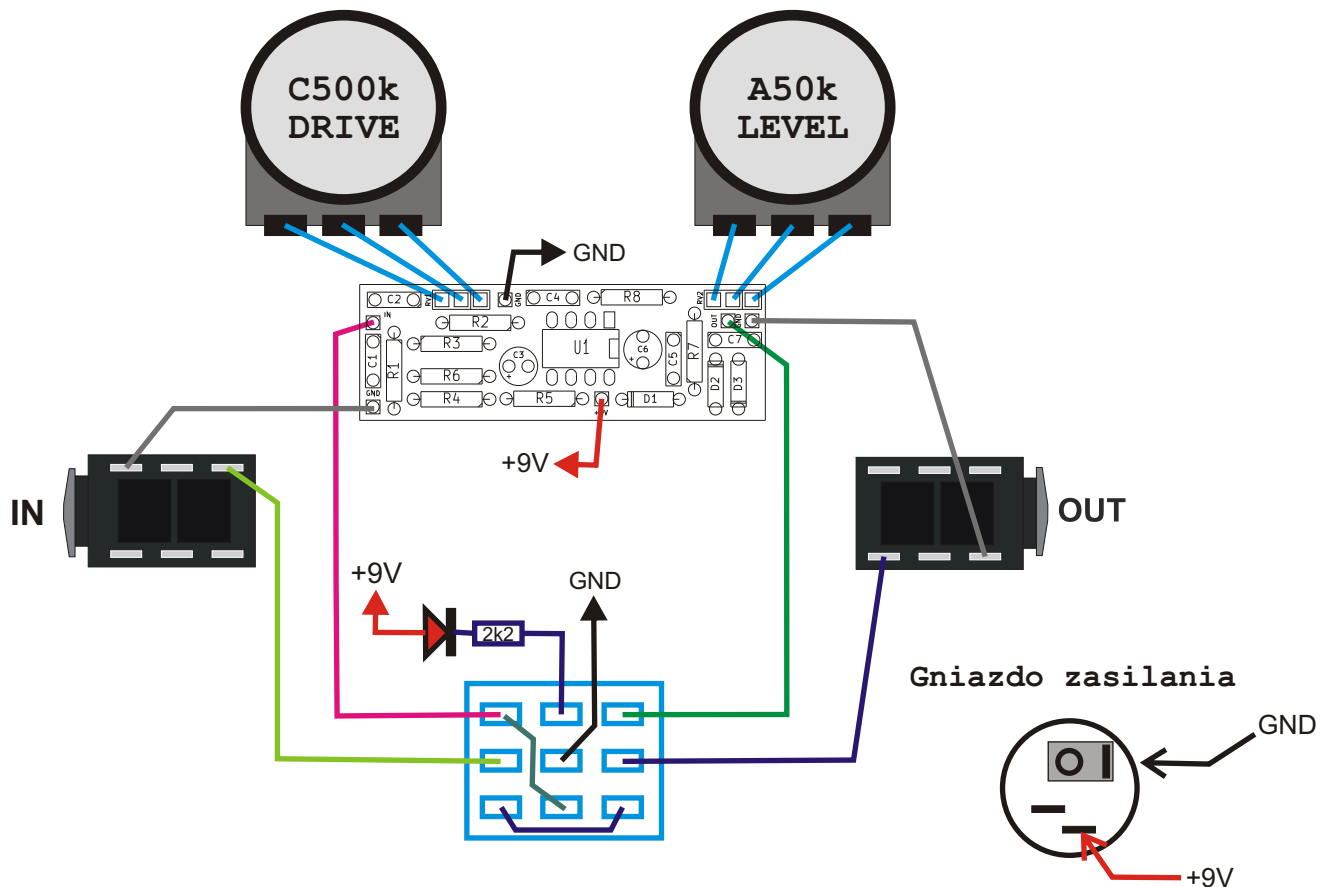 C500k
DRIVE
A50k
LEVEL
GND
C2
RV1
GND
C4
R8
RV2
IN
R2
OUT
GND
C1
R1
R3
C3
+
U1
C6
+
C5
R7
C7
R6
D2
D3
GND
R4
R5
+9V
D1
+9V
IN
OUT
+9V
2k2
GND
Gniazdo zasilania
GND
+9V